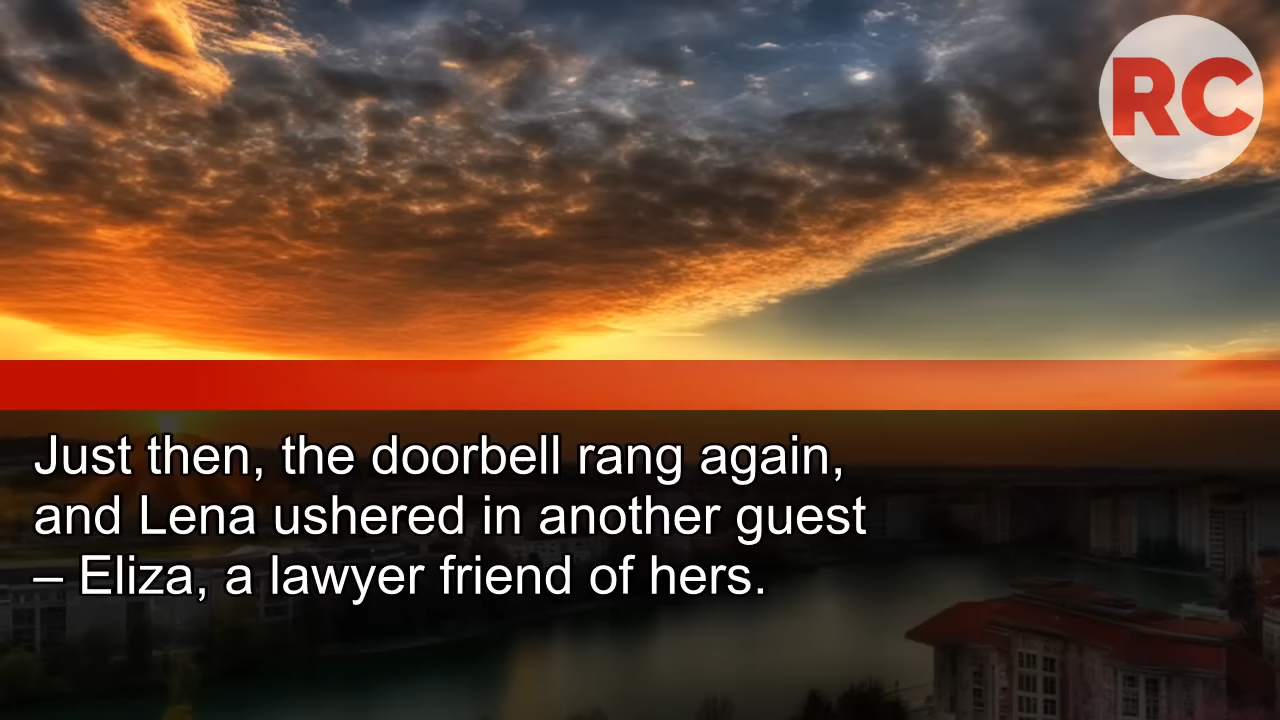 RC
Just then, the doorbell rang again,
and Lena ushered in another guest
– Eliza, a lawyer friend of hers.